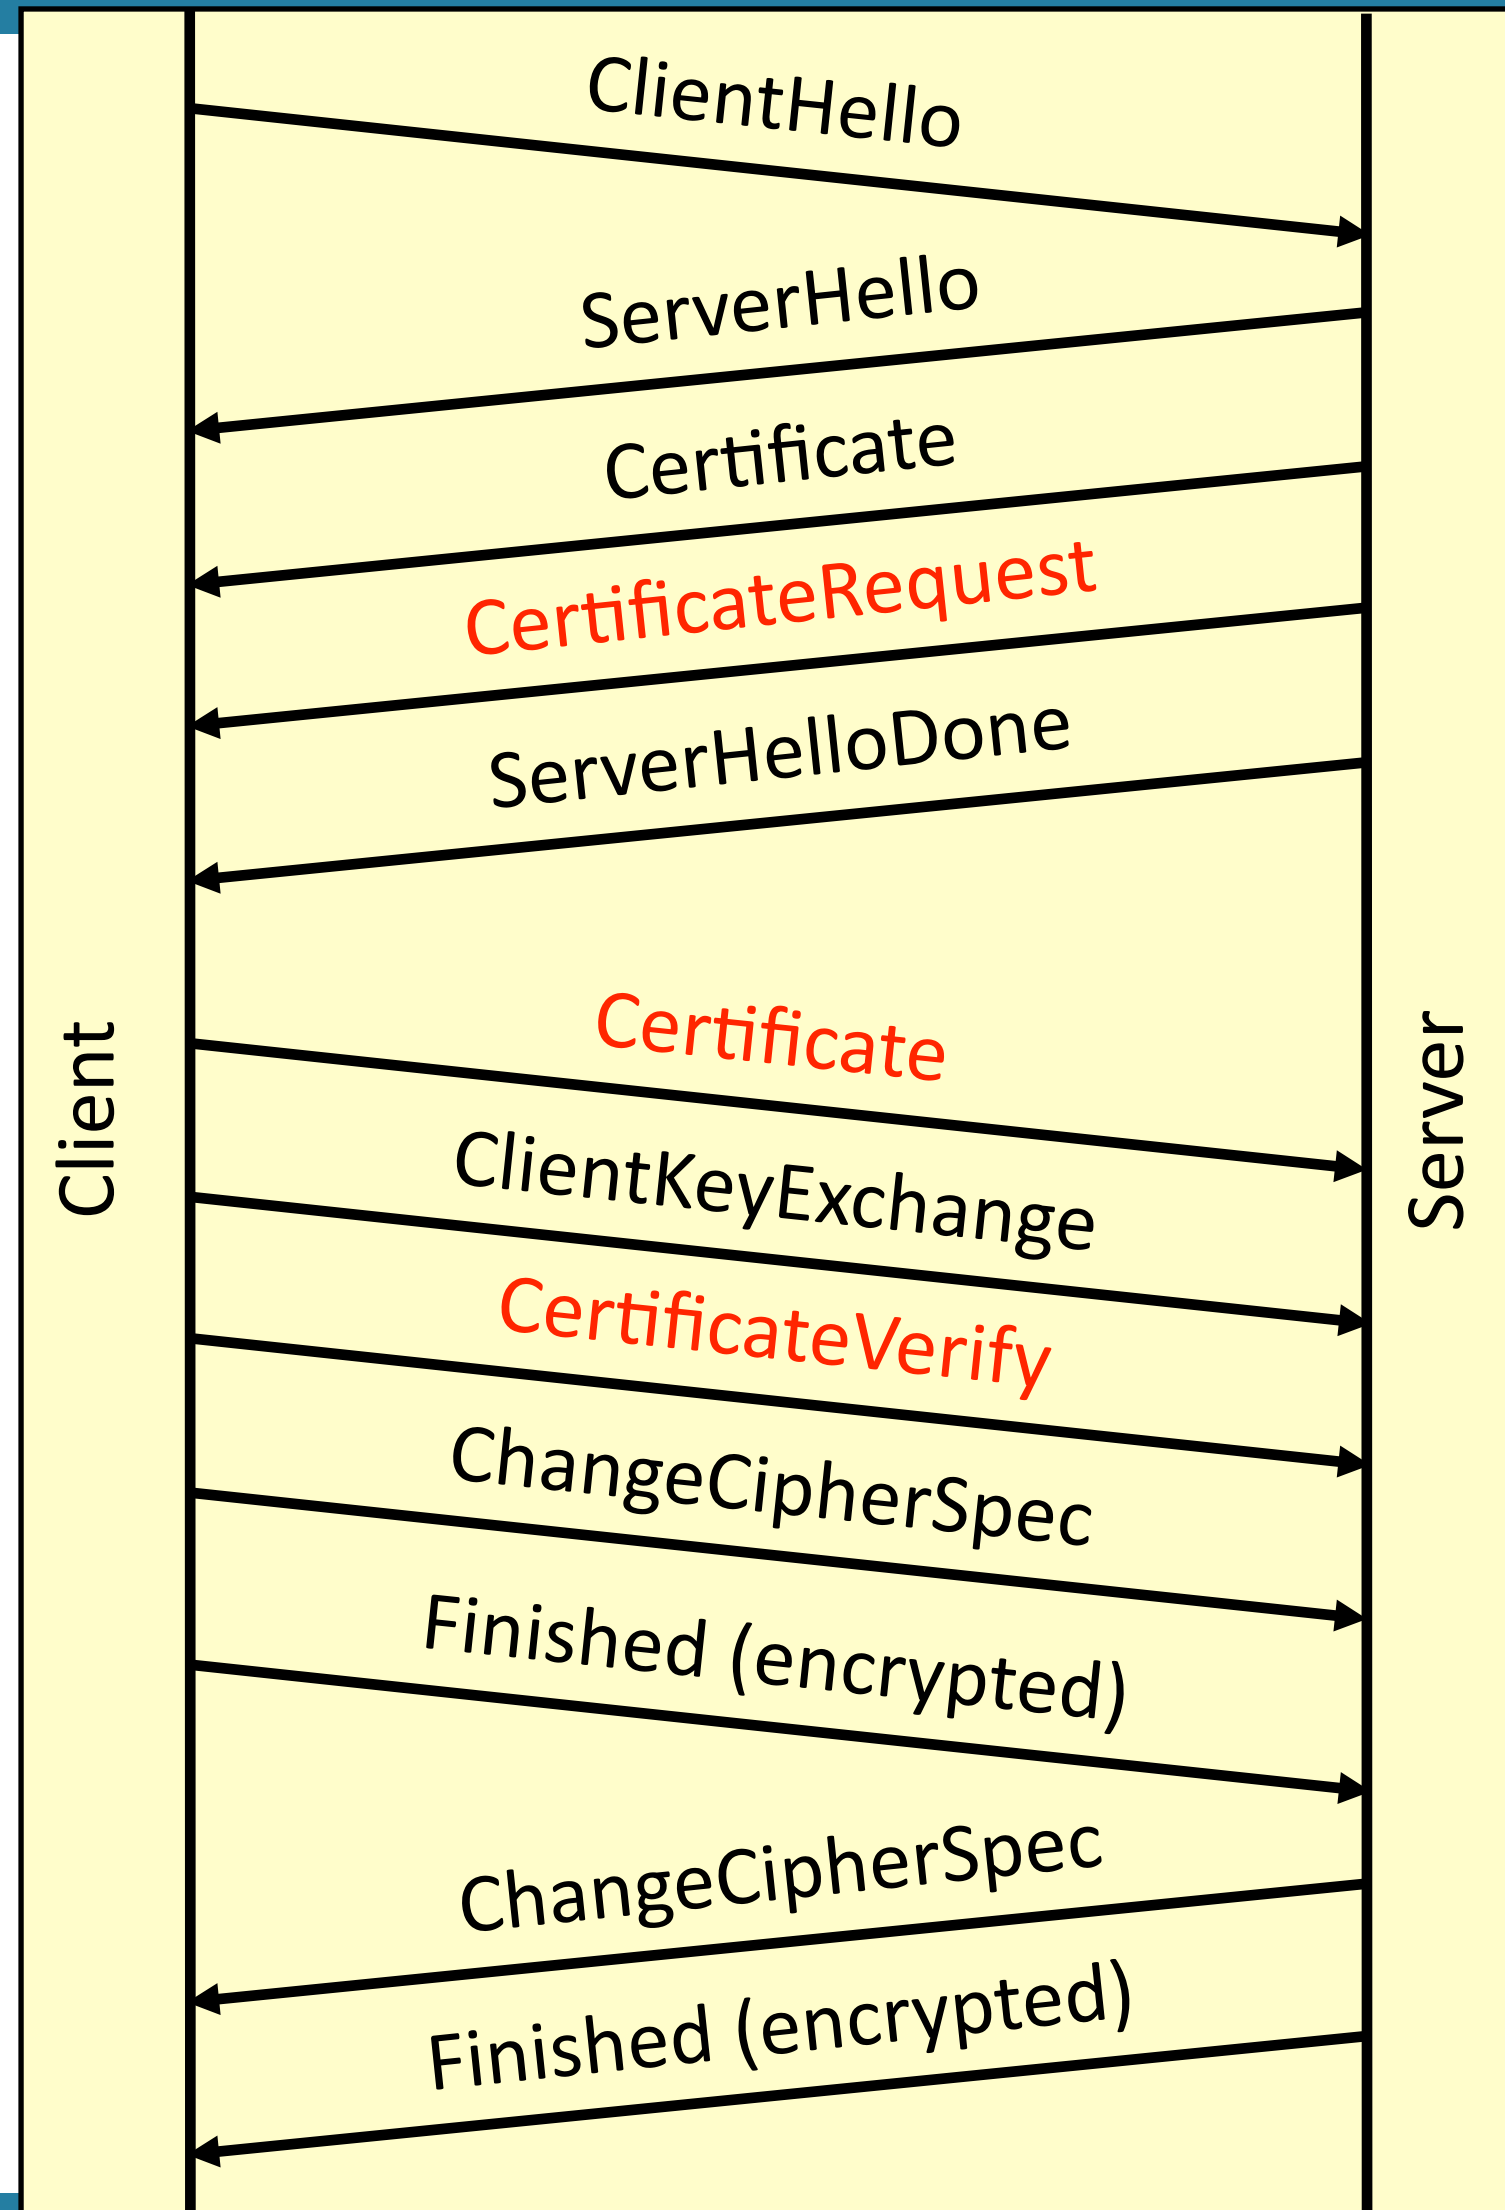 ClientHello
ServerHello
Certificate
CertificateRequest
ServerHelloDone
Client
Server
Certificate
ClientKeyExchange
CertificateVerify
ChangeCipherSpec
Finished (encrypted)
ChangeCipherSpec
Finished (encrypted)